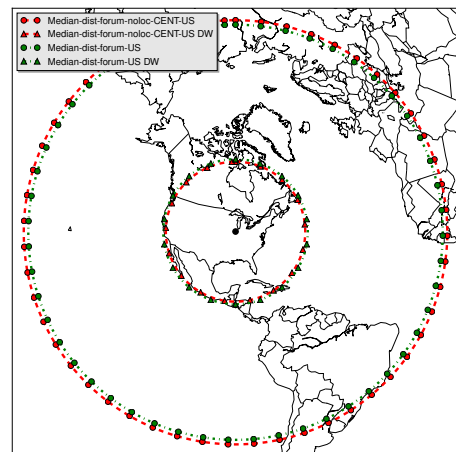 Median-dist-forum-noloc-CENT-US
Median-dist-forum-noloc-CENT-US DW
Median-dist-forum-US
Median-dist-forum-US DW